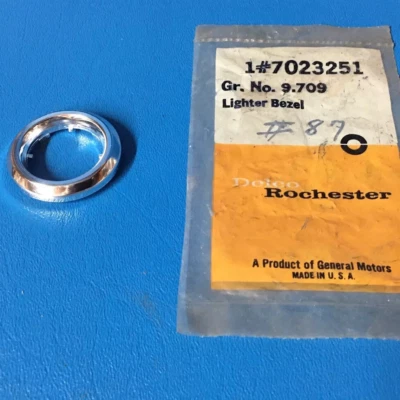 1#7023251
Gr. No. 9.709
Lighter Bezel
# 87
Delco
Rochester
A Product of General Motors
MADE IN U.S.A.